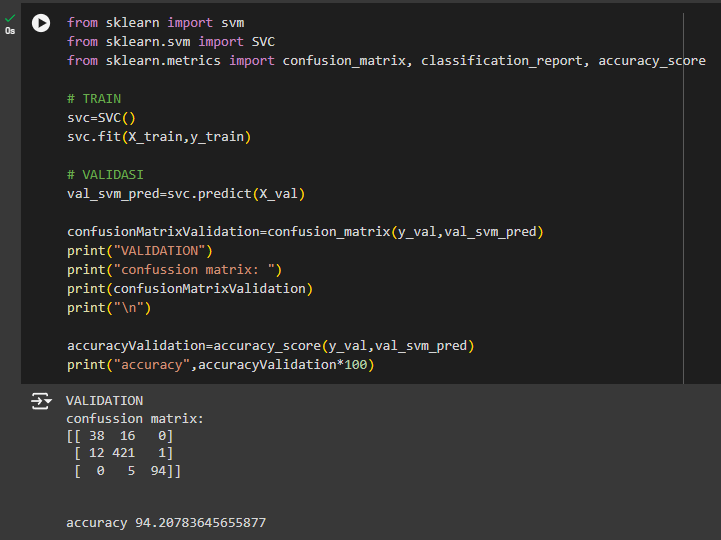 0s
from sklearn import svm
from sklearn.svm import SVC
from sklearn.metrics import confusion_matrix, classification_report, accuracy_score
# TRAIN
svc=SVC()
svc.fit(X_train,y_train)
# VALIDASI
val_svm_pred=svc.predict(X_val)
confusionMatrixValidation=confusion_matrix(y_val,val_svm_pred)
print("VALIDATION")
print("confussion matrix: ")
print(confusionMatrixValidation)
print("\n")
accuracyValidation=accuracy_score(y_val,val_svm_pred)
print("accuracy",accuracyValidation*100)
VALIDATION
confussion matrix:
[[ 38 16 0]
[ 12 421 1]
[ 0 5 94]]
accuracy 94.20783645655877